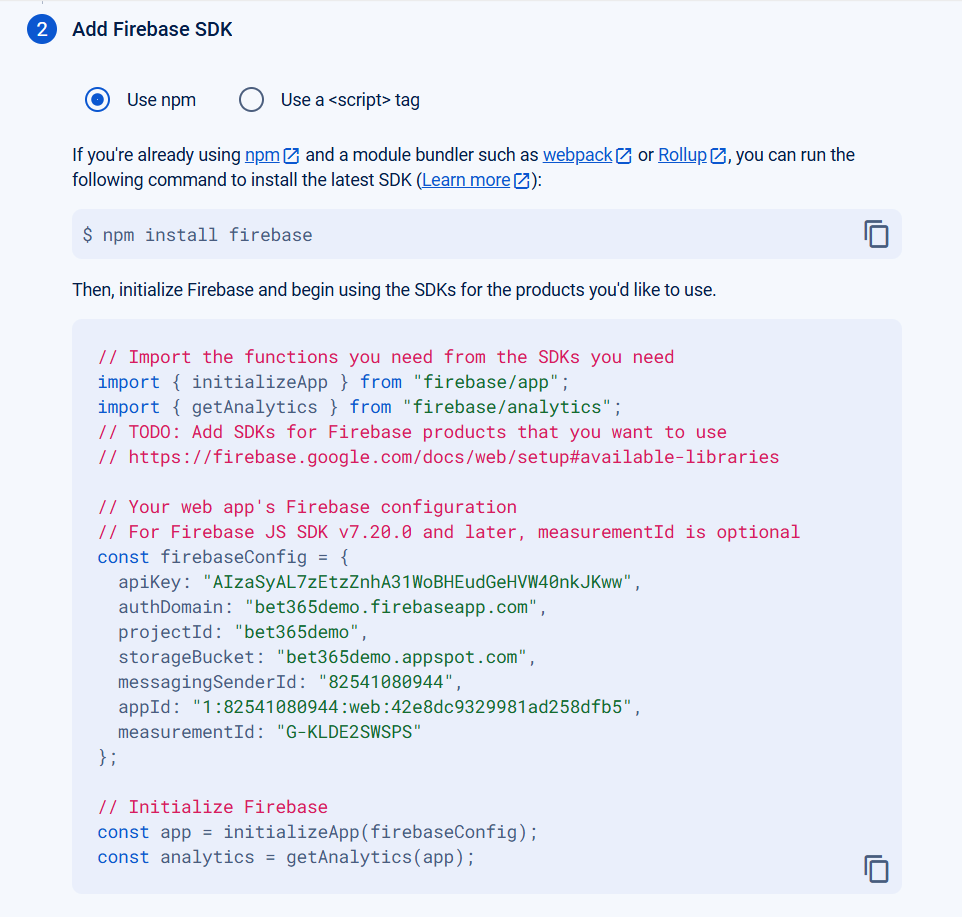 2 Add Firebase SDK
Use npm Use a <script> tag
If you're already using npm and a module bundler such as webpack or Rollup, you can run the
following command to install the latest SDK (Learn more):
$ npm install firebase
Then, initialize Firebase and begin using the SDKs for the products you'd like to use.
// Import the functions you need from the SDKs you need
import { initializeApp } from "firebase/app";
import { getAnalytics } from "firebase/analytics";
// TODO: Add SDKs for Firebase products that you want to use
// https://firebase.google.com/docs/web/setup#available-libraries
// Your web app's Firebase configuration
// For Firebase JS SDK v7.20.0 and later, measurementId is optional
const firebaseConfig = {
  apiKey: "AIzaSyAL7zEtzZnhA31WoBHEudGeHVW40nkJKww",
  authDomain: "bet365demo.firebaseapp.com",
  projectId: "bet365demo",
  storageBucket: "bet365demo.appspot.com",
  messagingSenderId: "82541080944",
  appId: "1:82541080944:web:42e8dc9329981ad258dfb5",
  measurementId: "G-KLDE2SWSPS"
};
// Initialize Firebase
const app = initializeApp(firebaseConfig);
const analytics = getAnalytics(app);